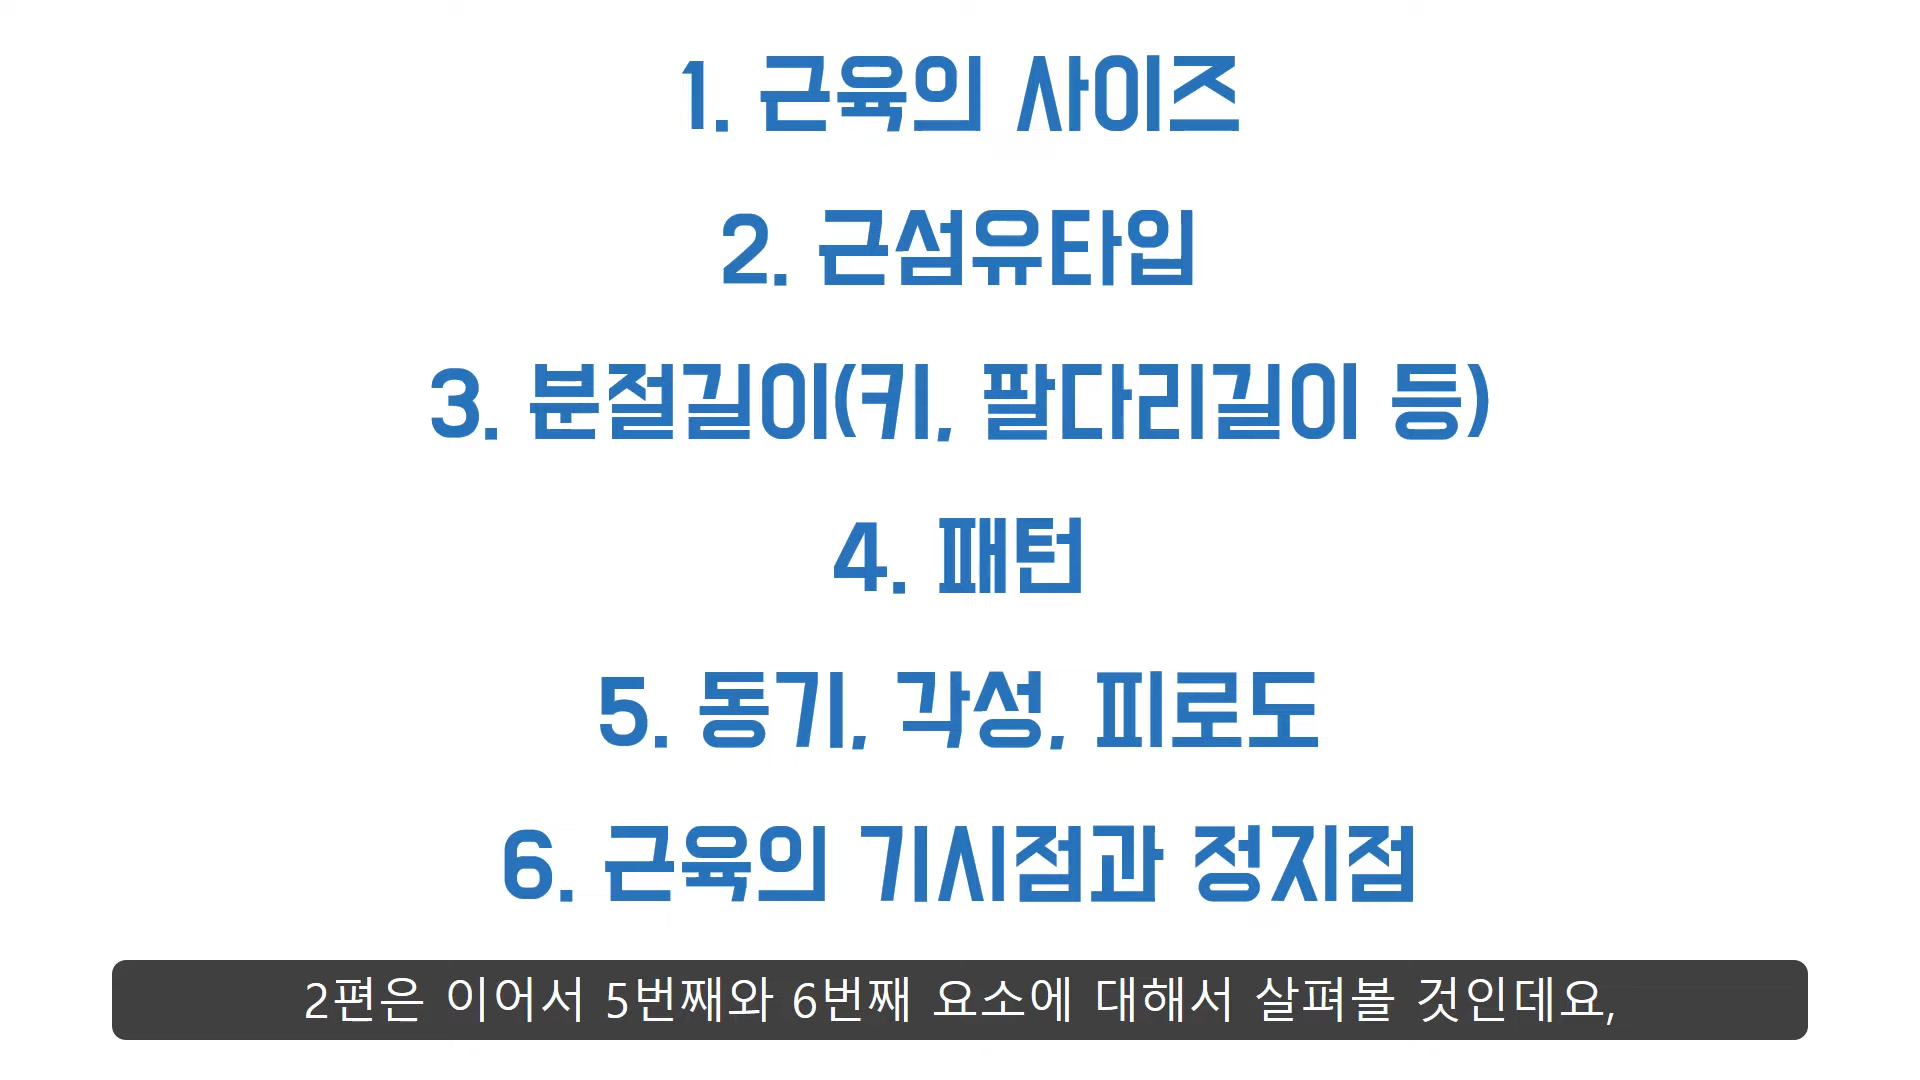 1. 근육의 사이즈
2. 근섬유타입
3. 분절길이(키, 팔다리길이 등)
4. 패턴
5. 동기, 각성, 피로도
6. 근육의 기시점과 정지점
2편은 이어서 5번째와 6번째 요소에 대해서 살펴볼 것인데요,